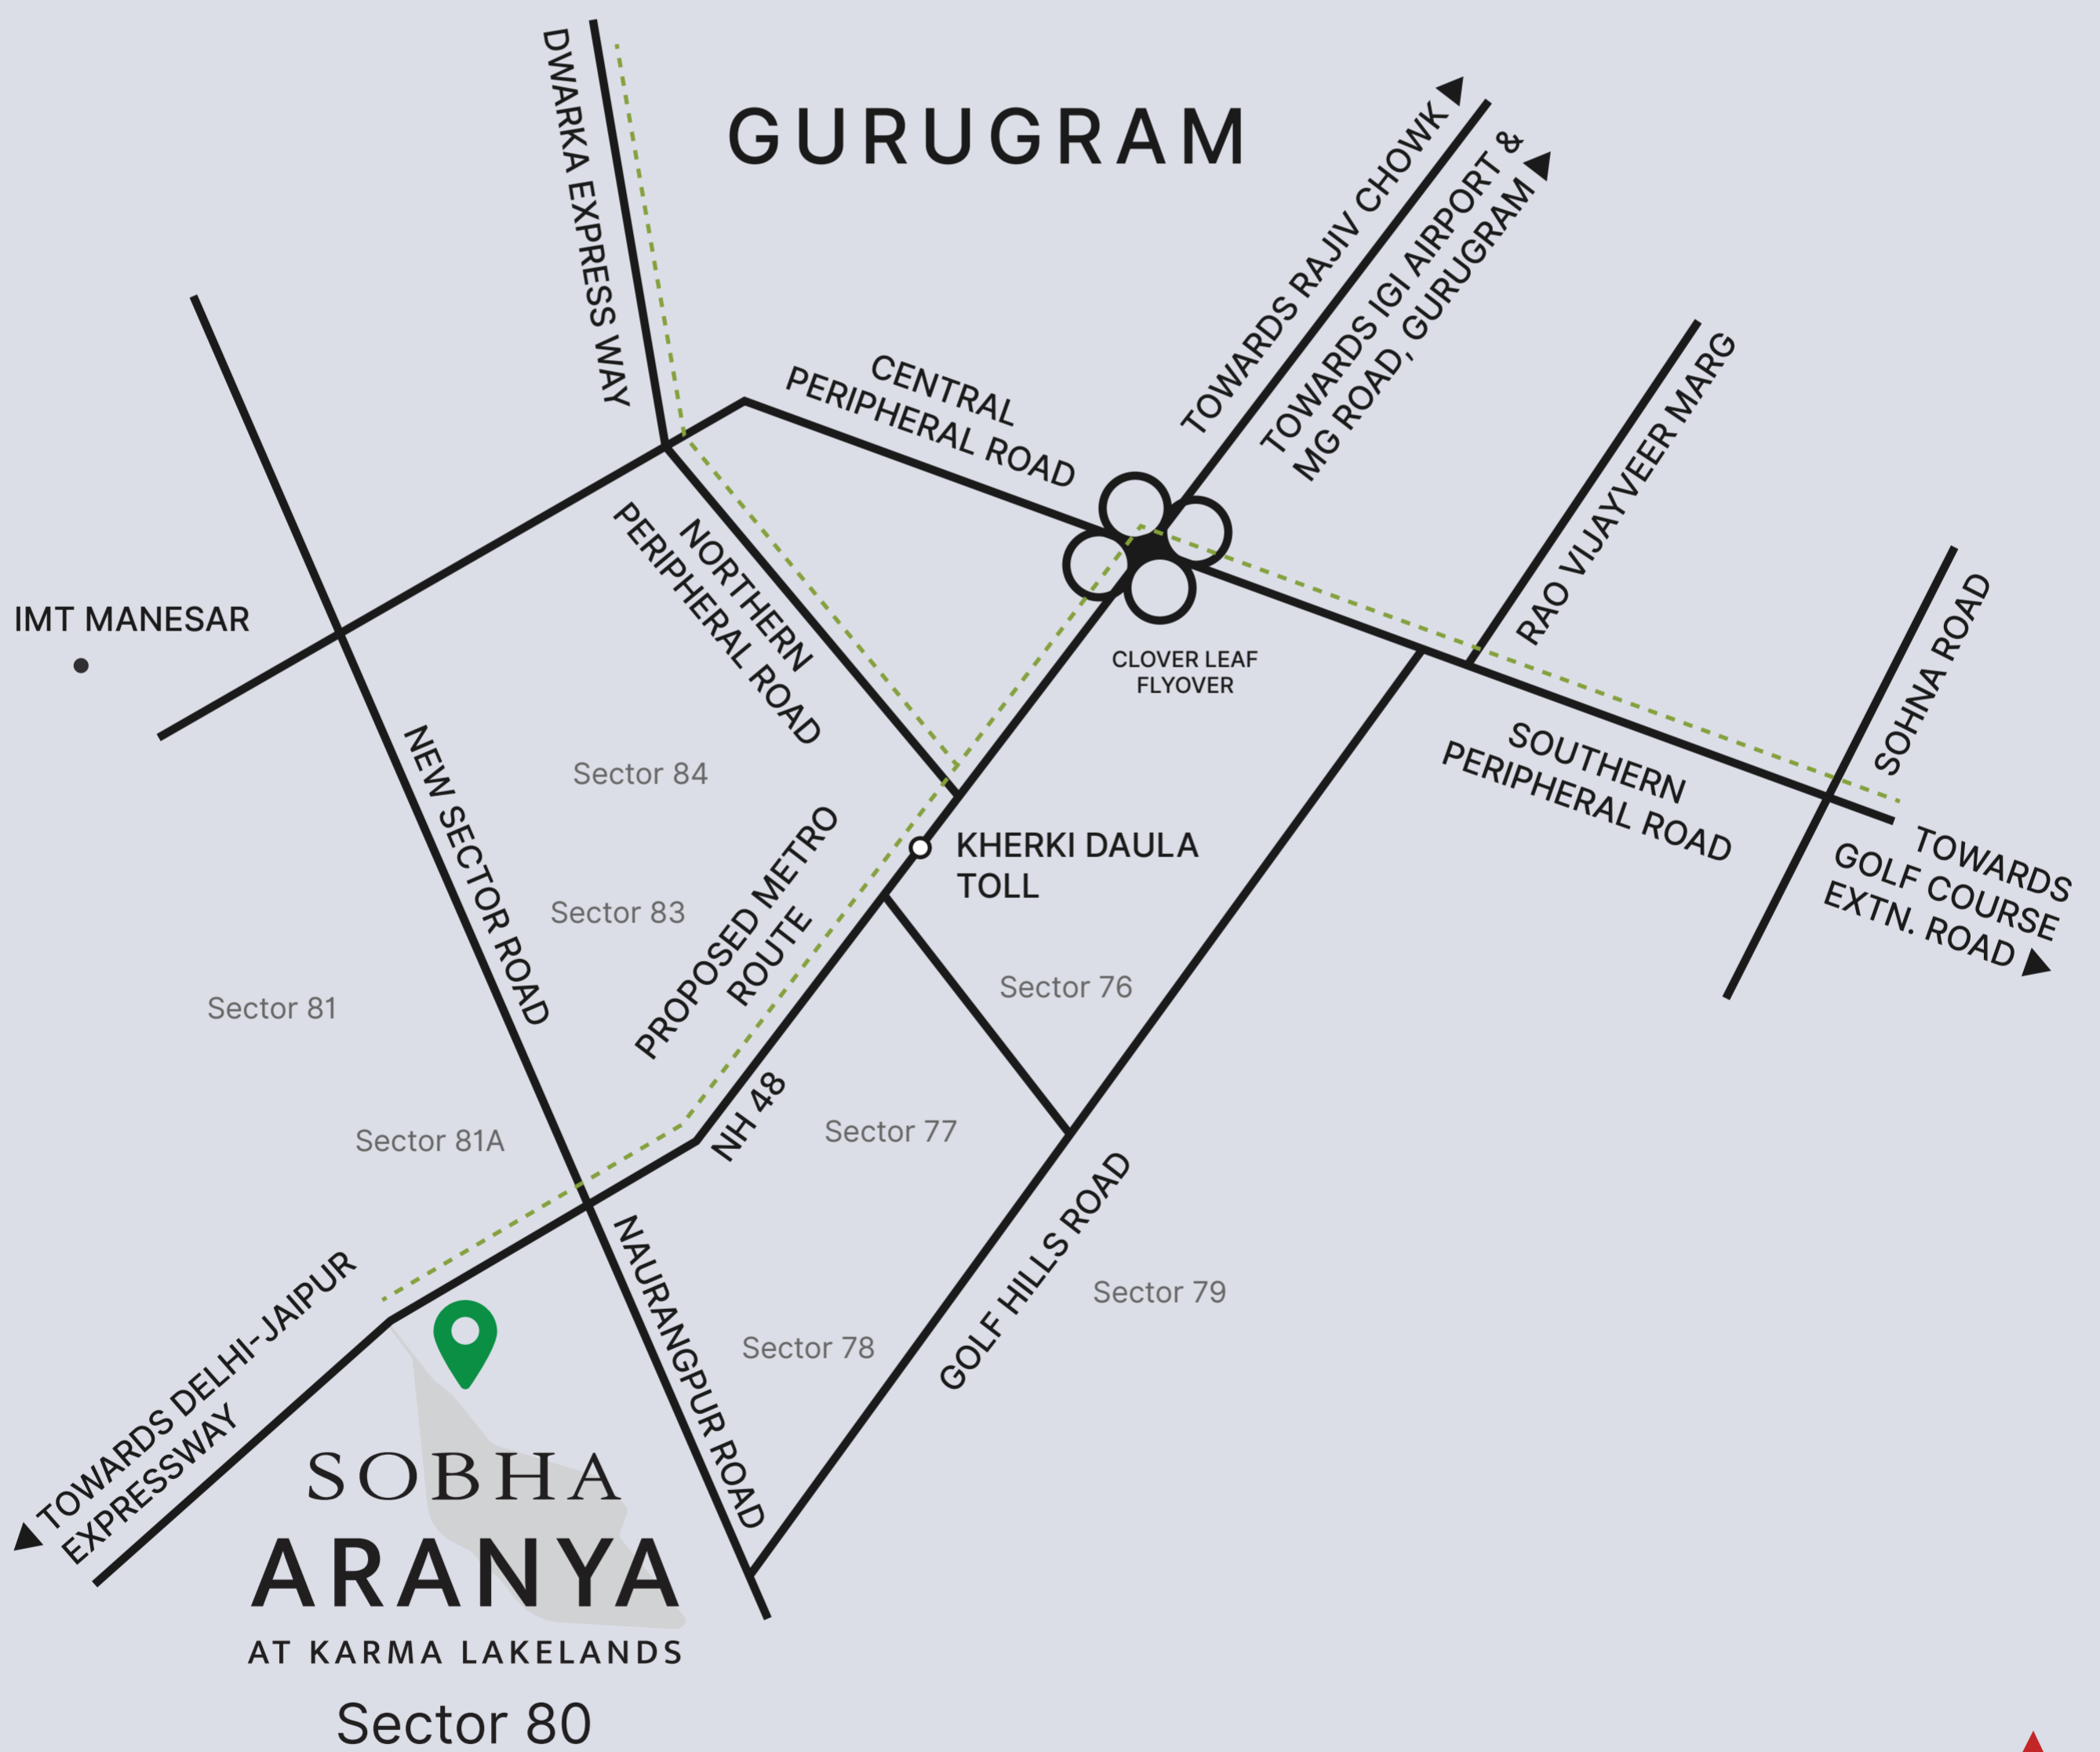 DWARKA EXPRESS WAY
GURUGRAM
TOWARDS RAJIV CHOWK
TOWARDS IGI AIRPORT &
MG ROAD, GURUGRAM
CENTRAL
PERIPHERAL ROAD
RAO VIJAYVEER MARG
NORTHERN
PERIPHERAL ROAD
IMT MANESAR
CLOVER LEAF
FLYOVER
SOHNA ROAD
SOUTHERN
PERIPHERAL ROAD
NEW SECTOR ROAD
Sector 84
KHERKI DAULA
TOLL
TOWARDS
GOLF COURSE
EXTN. ROAD
Sector 83
PROPOSED METRO
ROUTE
Sector 76
Sector 81
NH 48
Sector 77
Sector 81A
GOLF HILLS ROAD
Sector 79
NAURANGPUR ROAD
Sector 78
TOWARDS DELHI-JAIPUR
EXPRESSWAY
SOBHA
ARANYA
AT KARMA LAKELANDS
Sector 80